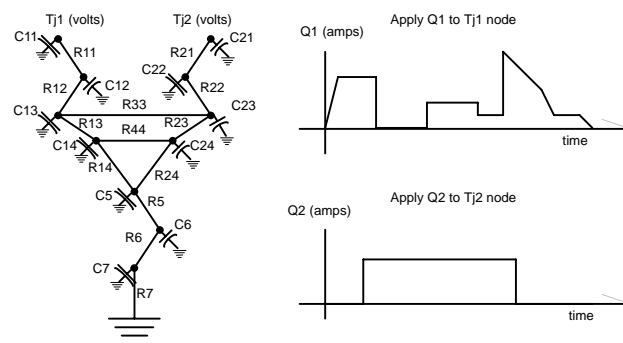 Tj1 (volts)
Tj2 (volts)
C11
R11
R21
C21
R12
C12
C22
R22
C13
R33
C23
R13
R23
R44
C14
C24
R14
R24
C5
R5
R6
C6
C7
R7
Q1 (amps)
Apply Q1 to Tj1 node
time
Q2 (amps)
Apply Q2 to Tj2 node
time